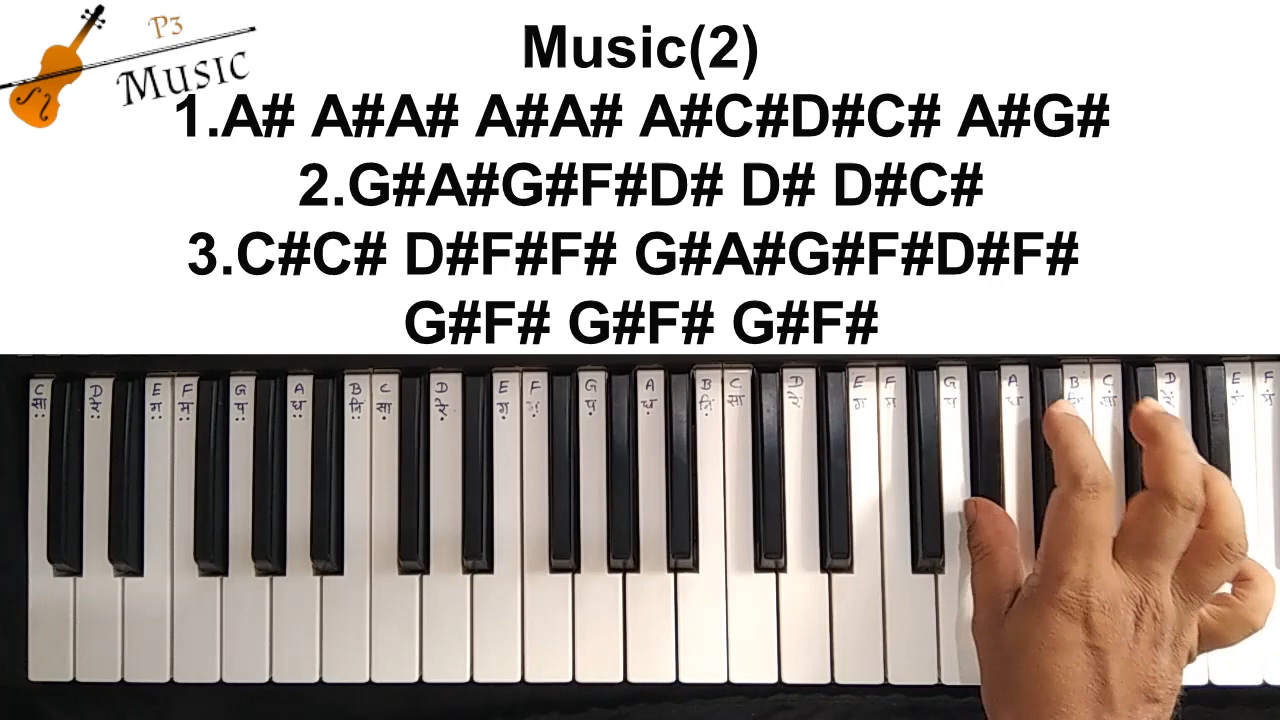 P3
Music
Music(2)
1.A# A#A# A#A# A#C#D#C# A#G#
2.G#A#G#F#D# D# D#C#
3.C#C# D#F#F# G#A#G#F#D#F#
G#F# G#F# G#F#
C D E F G A B C D E F G A B C D E F G A B C D E F
सा़ रे़ ग़ म़ प़ ध़ नि़ सा़ रे़ ग़ म़ प़ ध़ नि़ सा रे ग म प ध नि सां रें गं मं